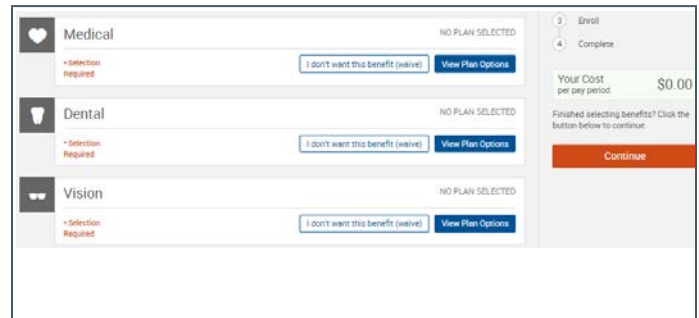 Medical
NO PLAN SELECTED
• Selection
Required
I don't want this benefit (waive)
View Plan Options
Dental
NO PLAN SELECTED
• Selection
Required
I don't want this benefit (waive)
View Plan Options
Vision
NO PLAN SELECTED
• Selection
Required
I don't want this benefit (waive)
View Plan Options
3 Enroll
4 Complete
Your Cost
per pay period
$0.00
Finished selecting benefits? Click the
button below to continue.
Continue